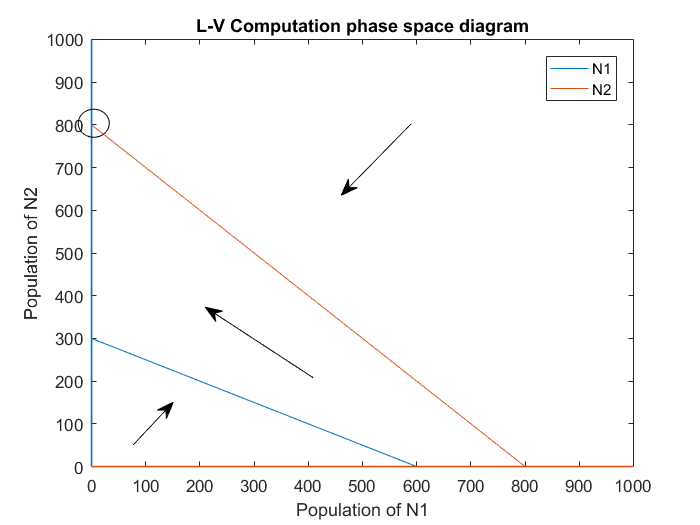 L-V Computation phase space diagram
1000
900
800
700
600
500
400
300
200
100
0
Population of N2
N1
N2
0 100 200 300 400 500 600 700 800 900 1000
Population of N1